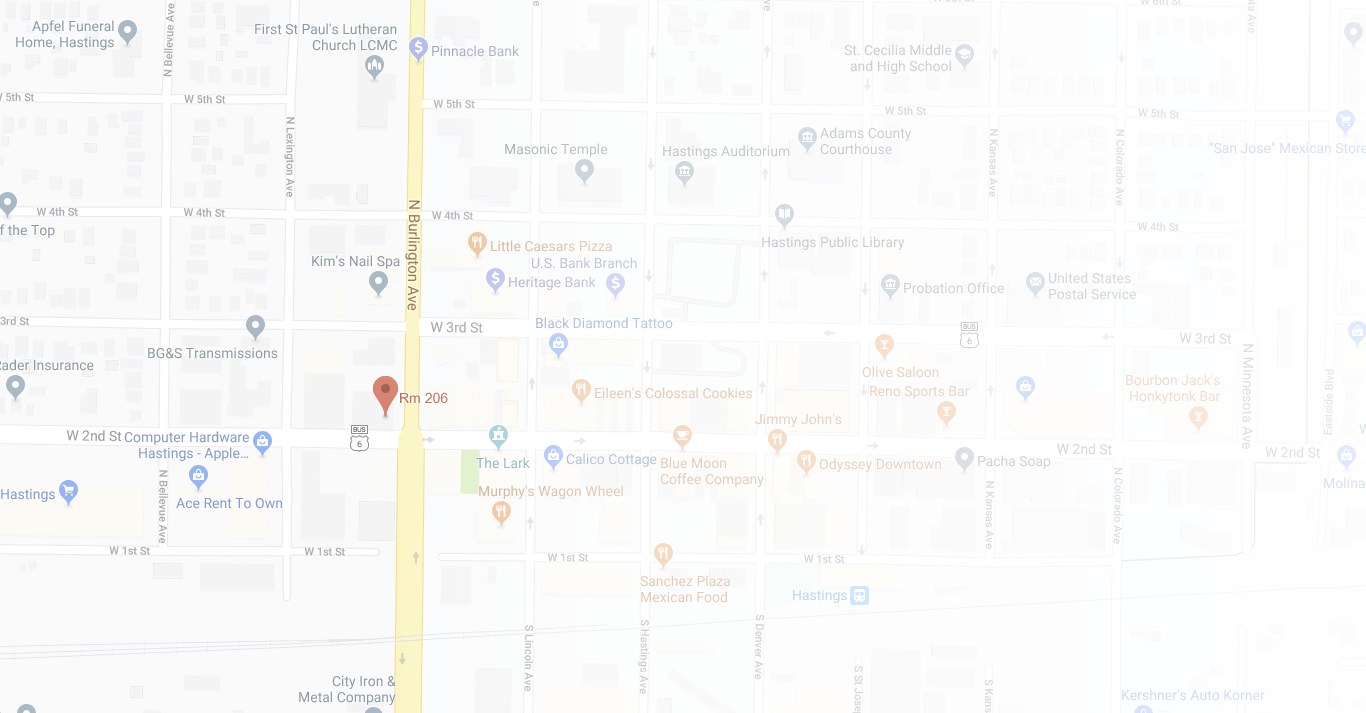 W 6th St
Apfel Funeral
Home, Hastings
N Bellevue Ave
First St Paul's Lutheran
Church LCMC
Pinnacle Bank
St. Cecilia Middle
and High School
W 5th St
W 5th St
W 5th St
W 5th St
W 5th St
N Lexington Ave
Masonic Temple
Hastings Auditorium
Adams County
Courthouse
N Kansas Ave
N Colorado Ave
"San Jose" Mexican Store
f the Top
W 4th St
W 4th St
W 4th St
W 4th St
N Burlington Ave
Little Caesars Pizza
Hastings Public Library
Kim's Nail Spa
U.S. Bank Branch
Heritage Bank
Probation Office
United States
Postal Service
3rd St
W 3rd St
W 3rd St
BUS
6
BG&S Transmissions
Black Diamond Tattoo
Rader Insurance
Olive Saloon
Reno Sports Bar
Bourbon Jack's
Honkytonk Bar
N Minnesota Ave
Eastside Blvd
Rm 206
Eileen's Colossal Cookies
Jimmy John's
W 2nd St
Computer Hardware
Hastings - Apple...
BUS
6
The Lark
Calico Cottage
Blue Moon
Coffee Company
Odyssey Downtown
Pacha Soap
W 2nd St
W 2nd St
Hastings
Ace Rent To Own
N Bellevue Ave
Murphy's Wagon Wheel
N Kansas Ave
N Colorado Ave
Molina
W 1st St
W 1st St
W 1st St
W 1st St
Sanchez Plaza
Mexican Food
Hastings
S Lincoln Ave
S Hastings Ave
S Denver Ave
S St. Josep
S Kans
City Iron &
Metal Company
Kershner's Auto Korner